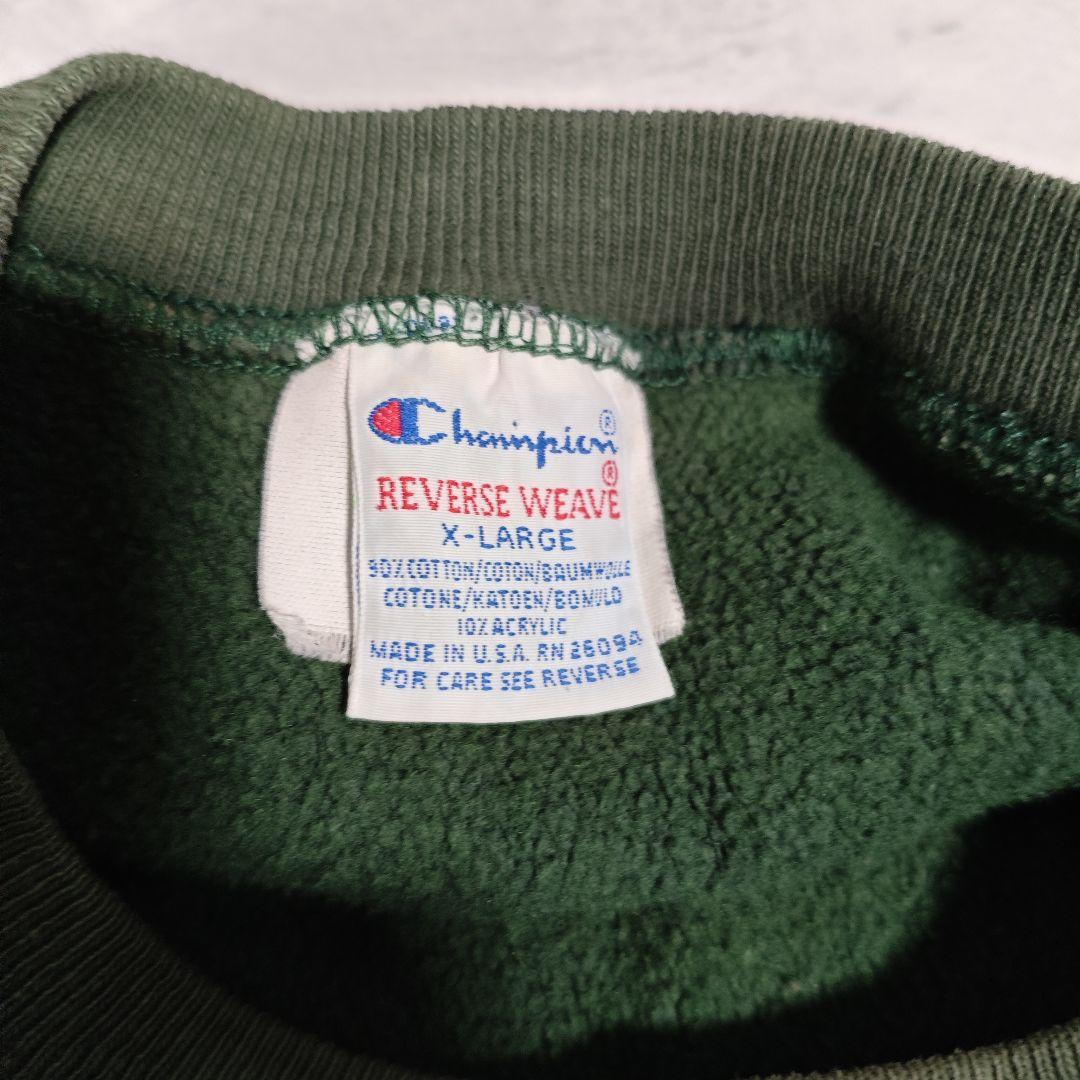 Champion®
REVERSE WEAVE®
X-LARGE
90% COTTON/COTON/BAUMWOLLE
COTONE/KATOEN/BOMULD
10% ACRYLIC
MADE IN U.S.A. RN 26094
FOR CARE SEE REVERSE